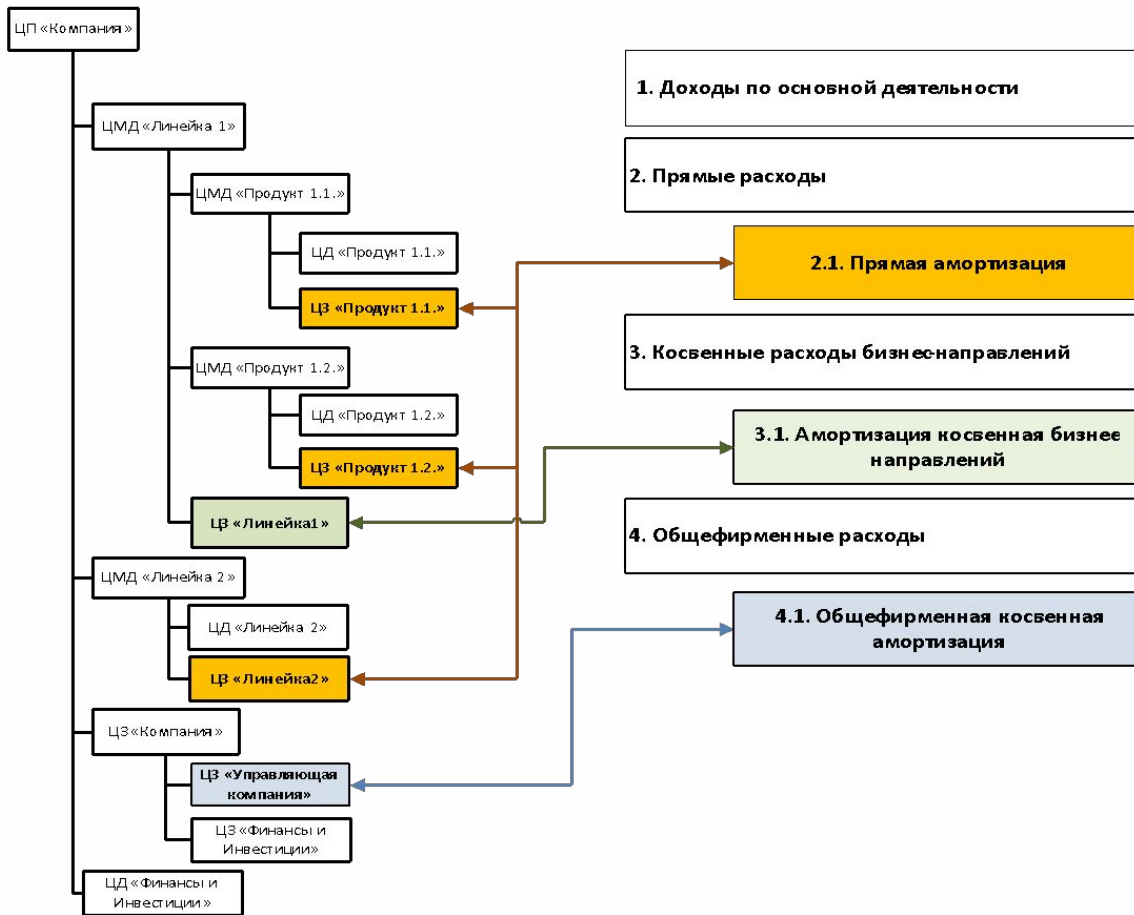 ЦП «Компания»
ЦМД «Линейка 1»
ЦМД «Продукт 1.1.»
ЦД «Продукт 1.1.»
ЦЗ «Продукт 1.1.»
ЦМД «Продукт 1.2.»
ЦД «Продукт 1.2.»
ЦЗ «Продукт 1.2.»
ЦЗ «Линейка1»
ЦМД «Линейка 2»
ЦД «Линейка 2»
ЦЗ «Линейка2»
ЦЗ «Компания»
ЦЗ «Управляющая
компания»
ЦЗ «Финансы и
Инвестиции»
ЦД «Финансы и
Инвестиции»
1. Доходы по основной деятельности
2. Прямые расходы
2.1. Прямая амортизация
3. Косвенные расходы бизнес-направлений
3.1. Амортизация косвенная бизнес
направлений
4. Общефирменные расходы
4.1. Общефирменная косвенная
амортизация